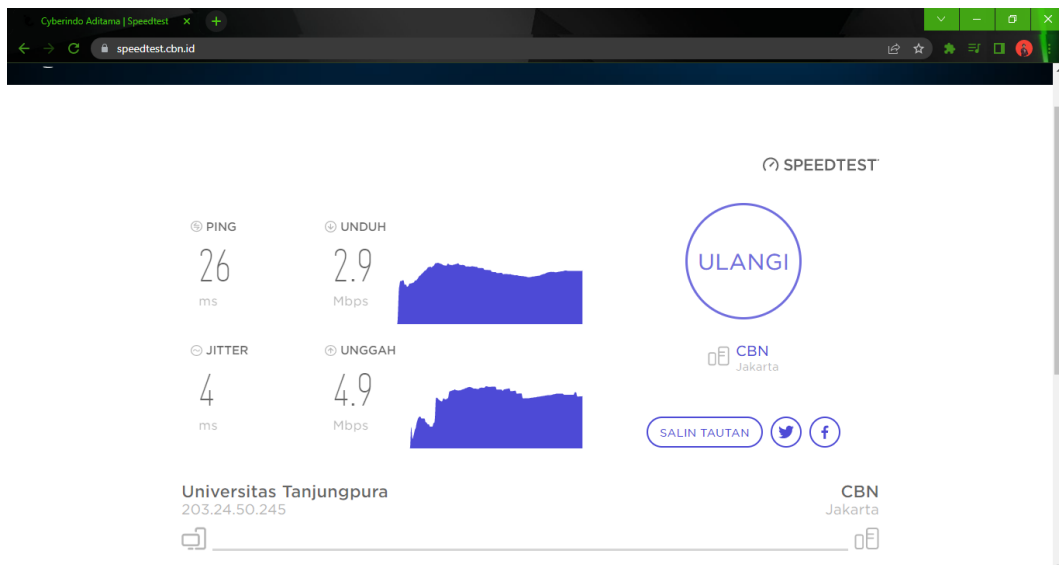 Cyberindo Aditama | Speedtest
speedtest.cbn.id
SPEEDTEST
PING
26
ms
UNDUH
2.9
Mbps
JITTER
4
ms
UNGGAH
4.9
Mbps
ULANGI
CBN
Jakarta
SALIN TAUTAN
Universitas Tanjungpura
203.24.50.245
CBN
Jakarta